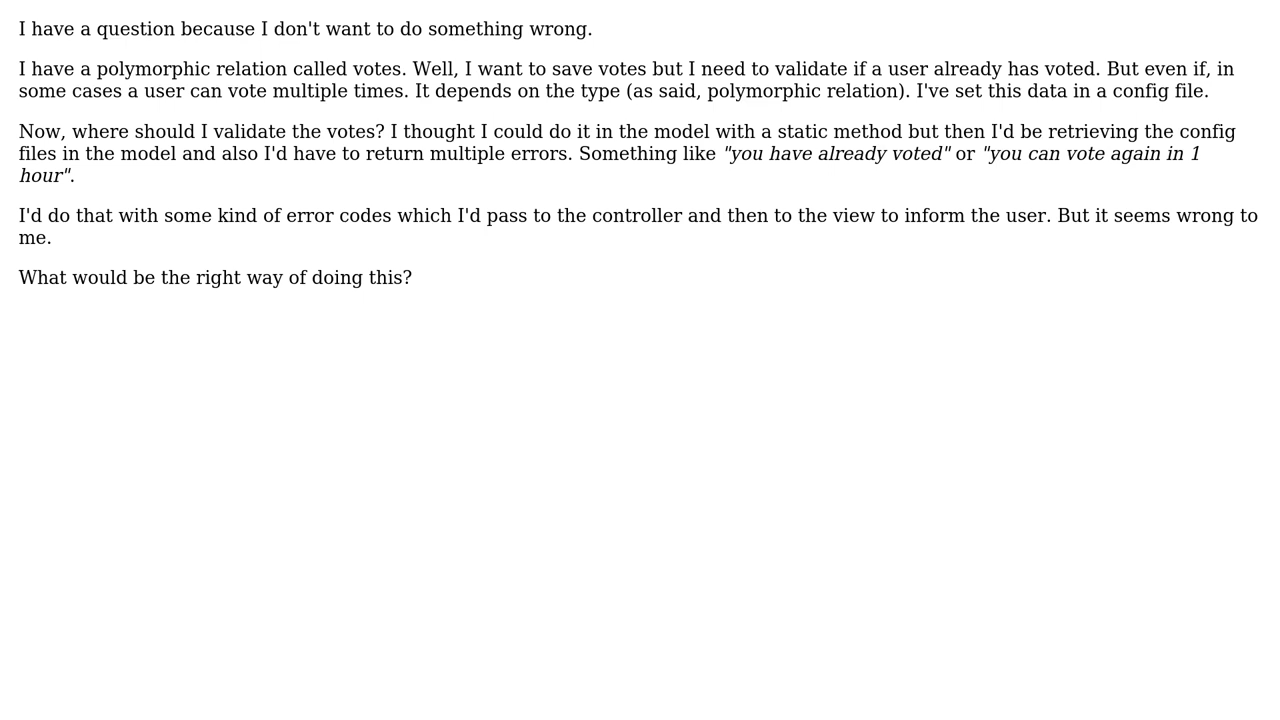 I have a question because I don't want to do something wrong.
I have a polymorphic relation called votes. Well, I want to save votes but I need to validate if a user already has voted. But even if, in
some cases a user can vote multiple times. It depends on the type (as said, polymorphic relation). I've set this data in a config file.
Now, where should I validate the votes? I thought I could do it in the model with a static method but then I'd be retrieving the config
files in the model and also I'd have to return multiple errors. Something like "you have already voted" or "you can vote again in 1
hour".
I'd do that with some kind of error codes which I'd pass to the controller and then to the view to inform the user. But it seems wrong to
me.
What would be the right way of doing this?